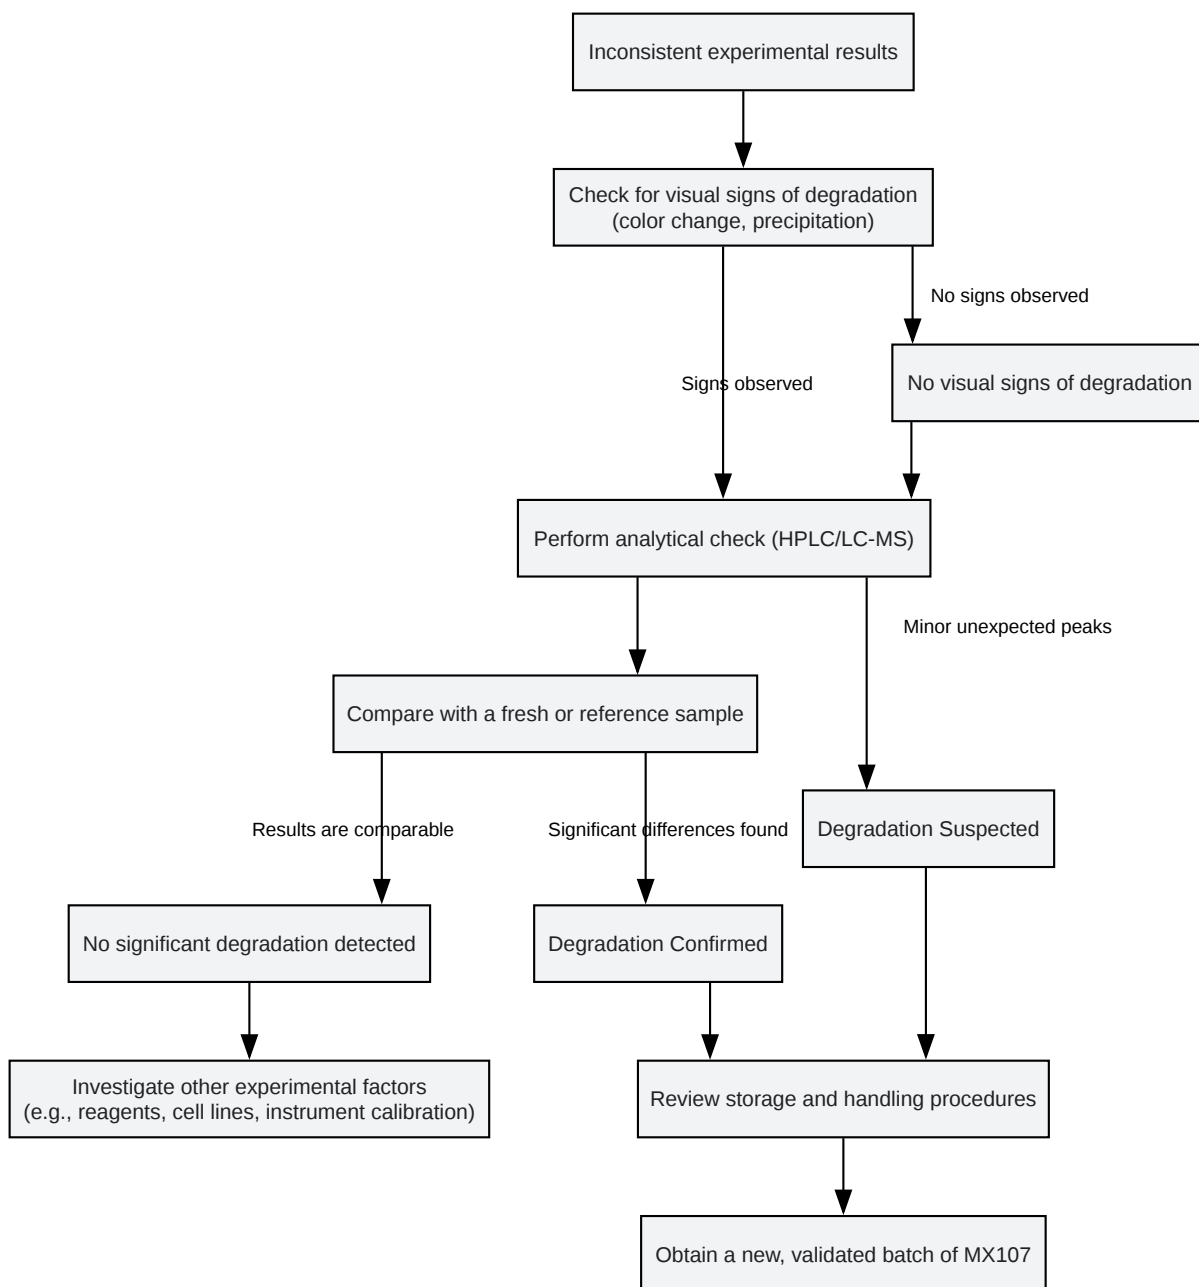 Inconsistent experimental results
Check for visual signs of degradation
(color change, precipitation)
No signs observed
Signs observed
No visual signs of degradation
Perform analytical check (HPLC/LC-MS)
Minor unexpected peaks
Compare with a fresh or reference sample
Results are comparable
Significant differences found
Degradation Suspected
No significant degradation detected
Degradation Confirmed
Investigate other experimental factors
(e.g., reagents, cell lines, instrument calibration)
Review storage and handling procedures
Obtain a new, validated batch of MX107